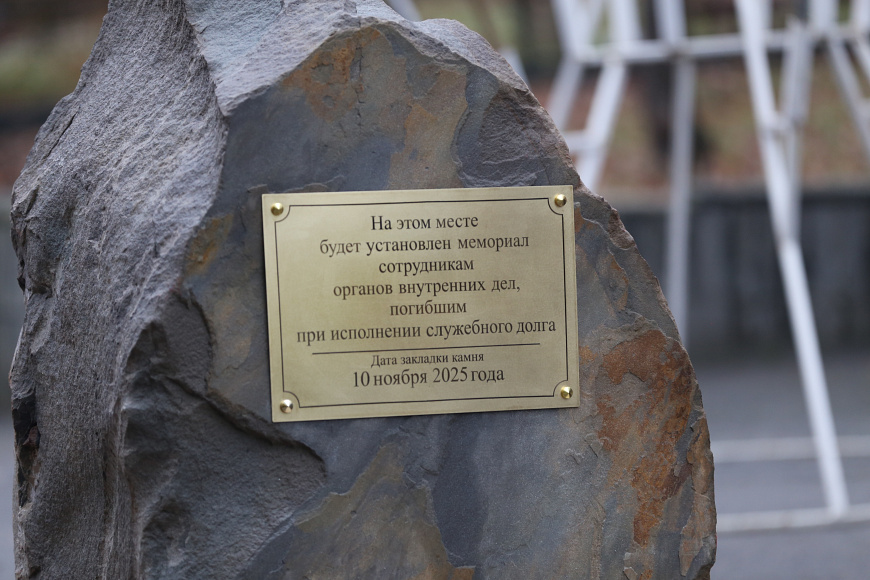 На этом месте
будет установлен мемориал
сотрудникам
органов внутренних дел,
погибшим
при исполнении служебного долга
Дата закладки камня
10 ноября 2025 года